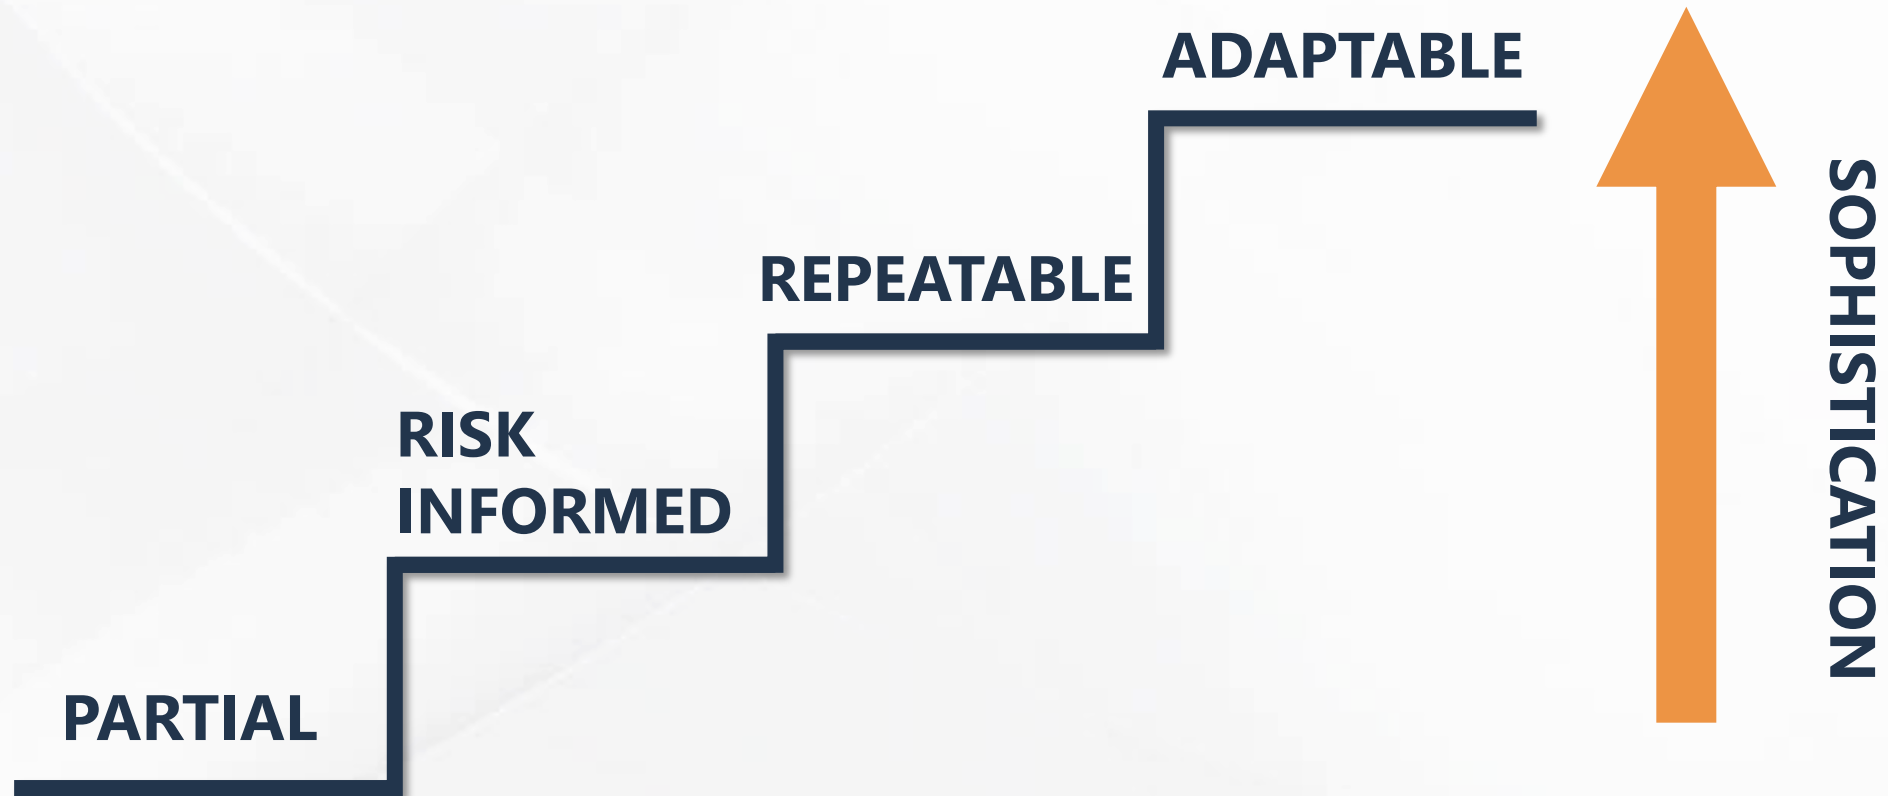 ADAPTABLE
REPEATABLE
RISK
INFORMED
PARTIAL
SOPHISTICATION